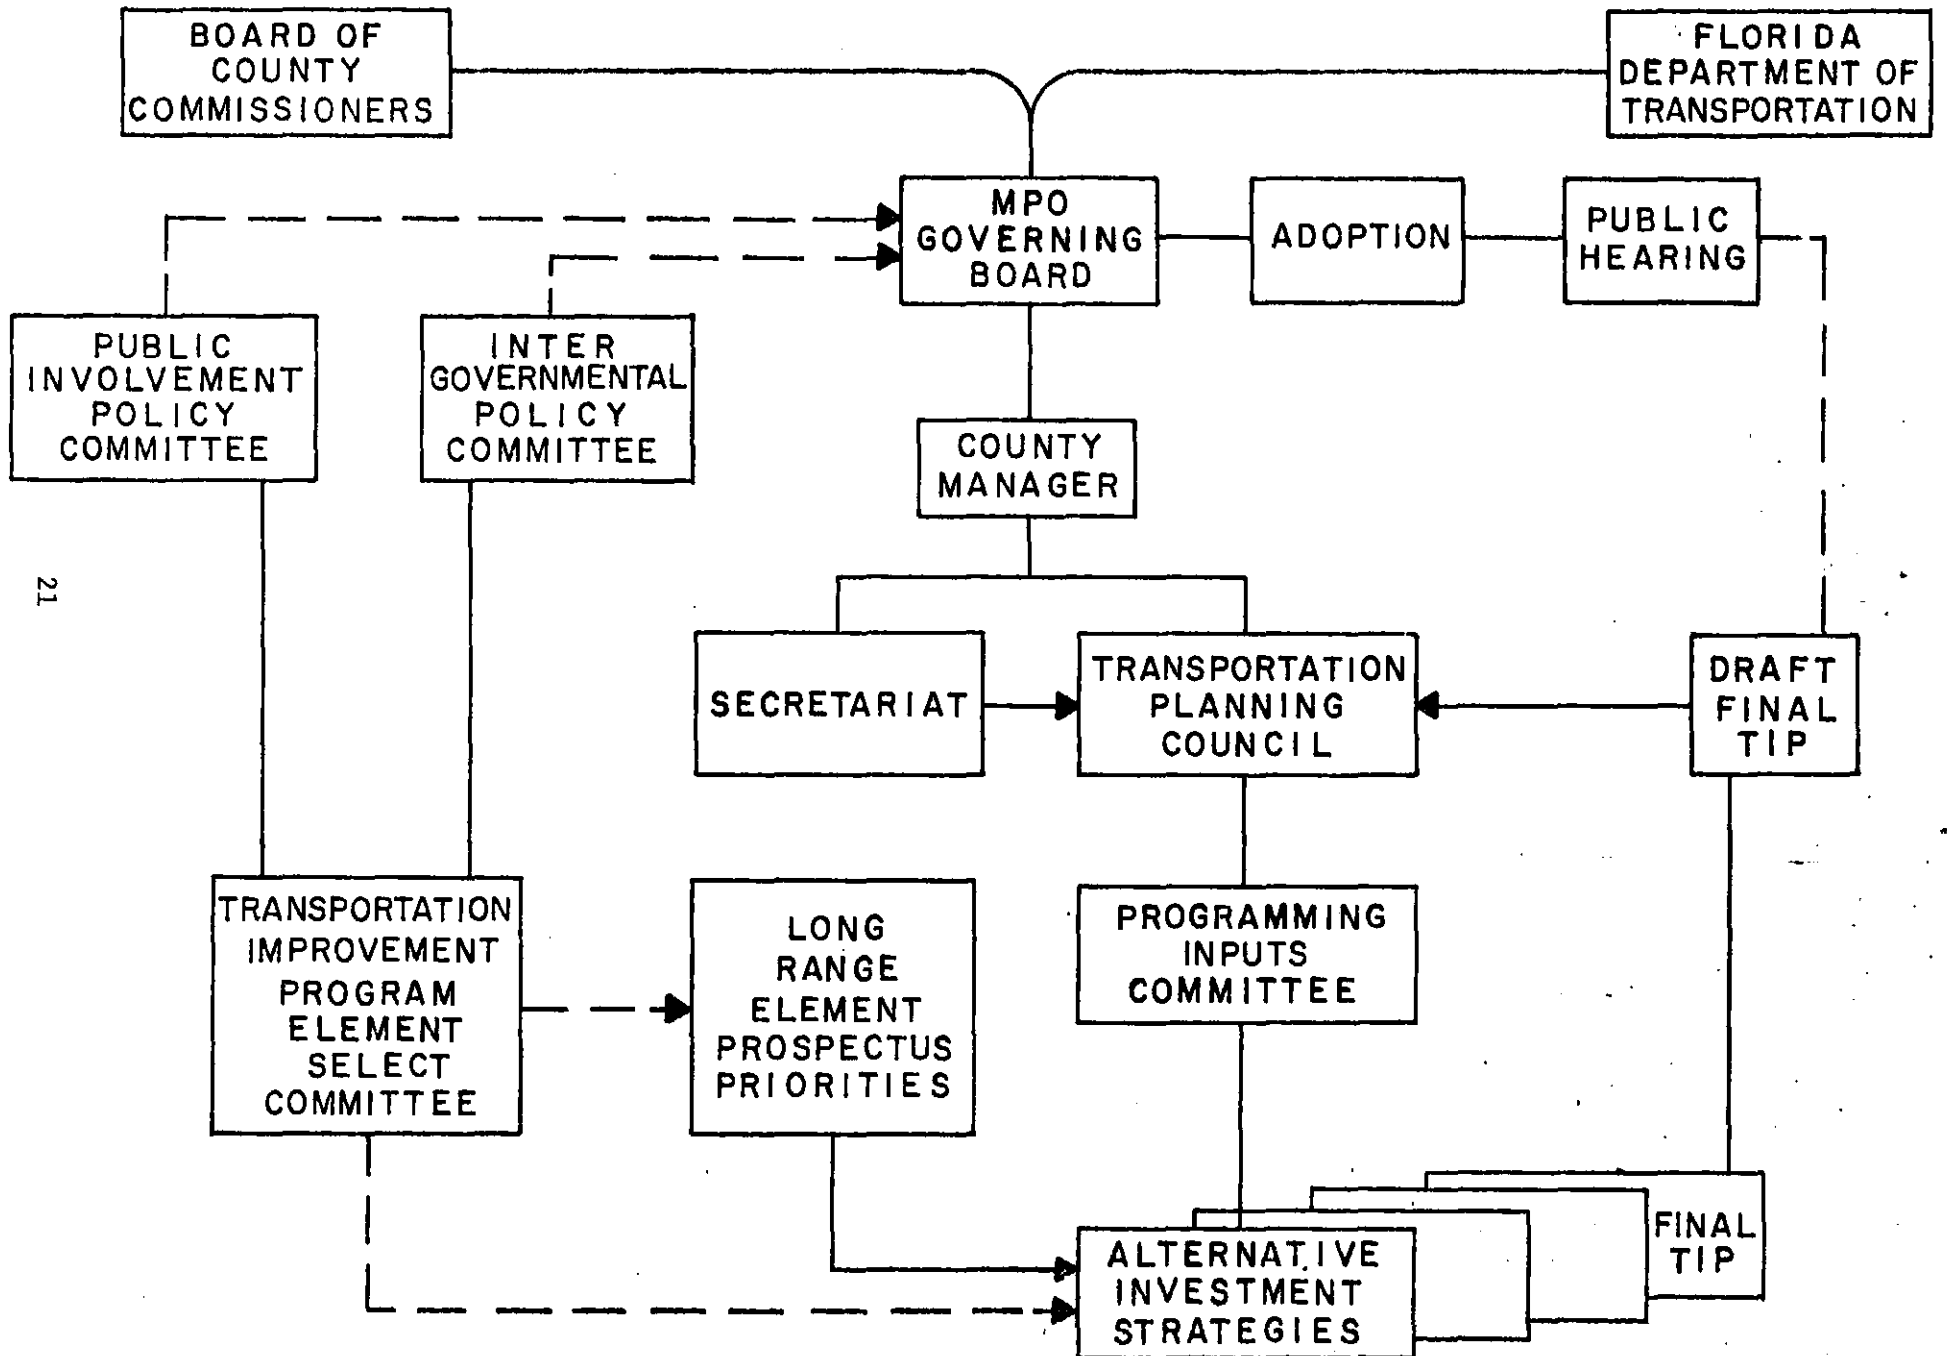 BOARD OF
COUNTY
COMMISSIONERS
FLORIDA
DEPARTMENT OF
TRANSPORTATION
MPO
GOVERNING
BOARD
ADOPTION
PUBLIC
HEARING
PUBLIC
INVOLVEMENT
POLICY
COMMITTEE
INTER
GOVERNMENTAL
POLICY
COMMITTEE
COUNTY
MANAGER
21
SECRETARIAT
TRANSPORTATION
PLANNING
COUNCIL
DRAFT
FINAL
TIP
TRANSPORTATION
IMPROVEMENT
PROGRAM
ELEMENT
SELECT
COMMITTEE
LONG
RANGE
ELEMENT
PROSPECTUS
PRIORITIES
PROGRAMMING
INPUTS
COMMITTEE
ALTERNATIVE
INVESTMENT
STRATEGIES
FINAL
TIP